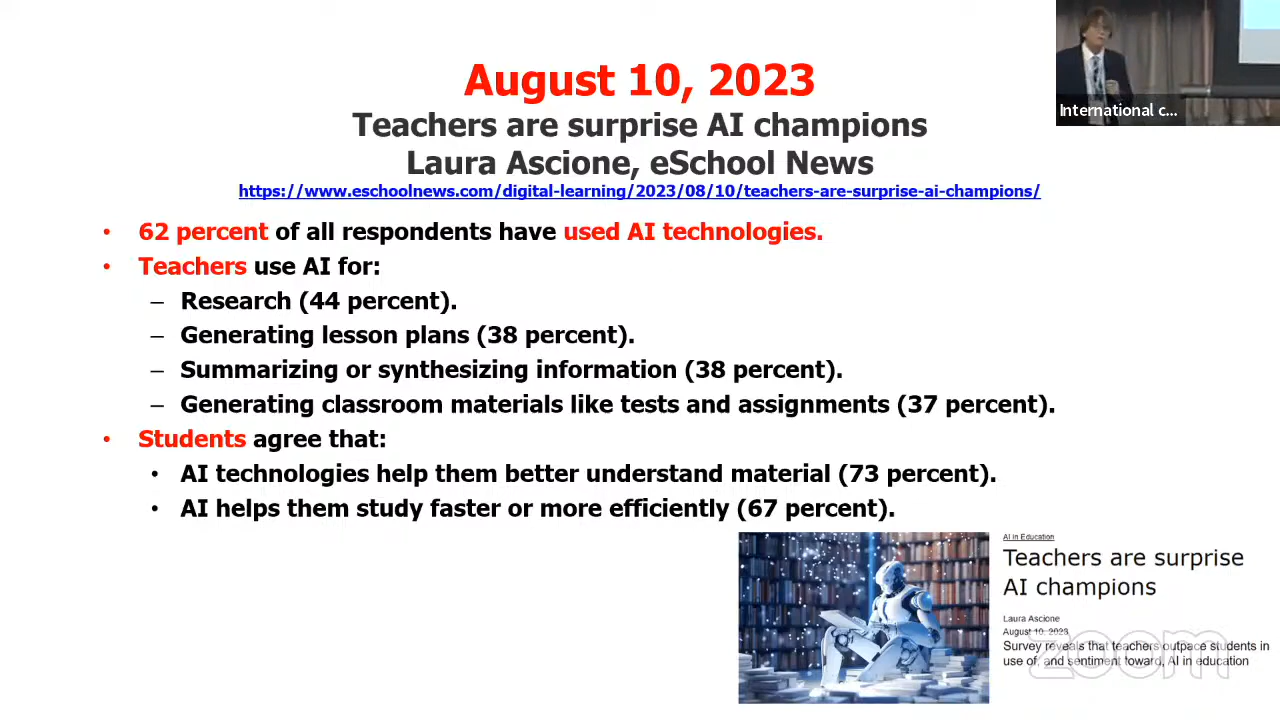 August 10, 2023
Teachers are surprise AI champions
Laura Ascione, eSchool News
https://www.eschoolnews.com/digital-learning/2023/08/10/teachers-are-surprise-ai-champions/
• 62 percent of all respondents have used AI technologies.
• Teachers use AI for:
– Research (44 percent).
– Generating lesson plans (38 percent).
– Summarizing or synthesizing information (38 percent).
– Generating classroom materials like tests and assignments (37 percent).
• Students agree that:
• AI technologies help them better understand material (73 percent).
• AI helps them study faster or more efficiently (67 percent).
International c...
AI in Education
Teachers are surprise
AI champions
Laura Ascione
August 10, 2023
Survey reveals that teachers outpace students in
use of, and sentiment toward, AI in education
zoom